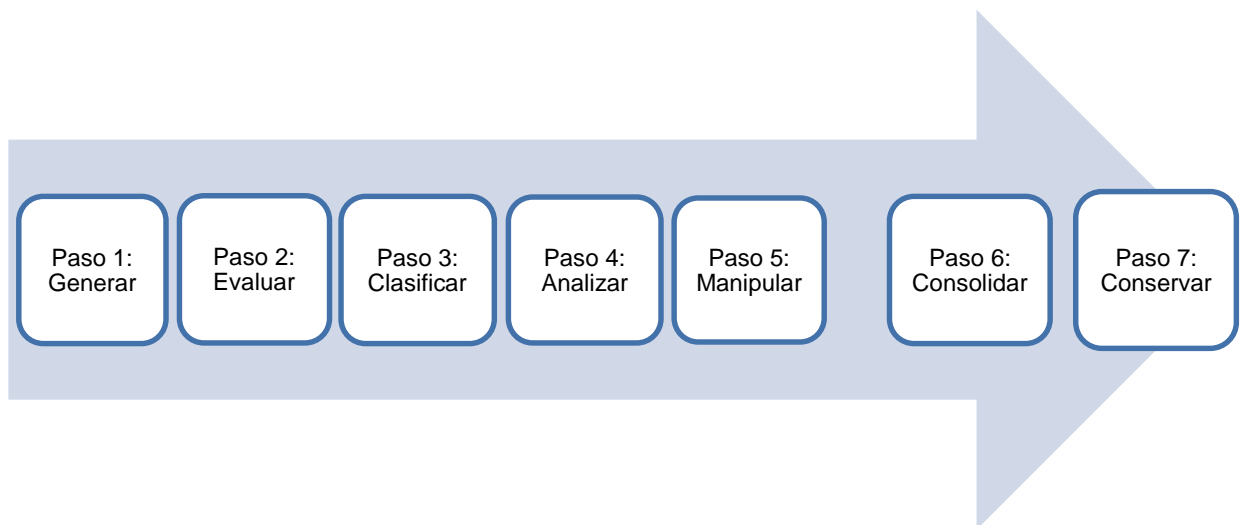 Paso 1:
Generar
Paso 2:
Evaluar
Paso 3:
Clasificar
Paso 4:
Analizar
Paso 5:
Manipular
Paso 6:
Consolidar
Paso 7:
Conservar